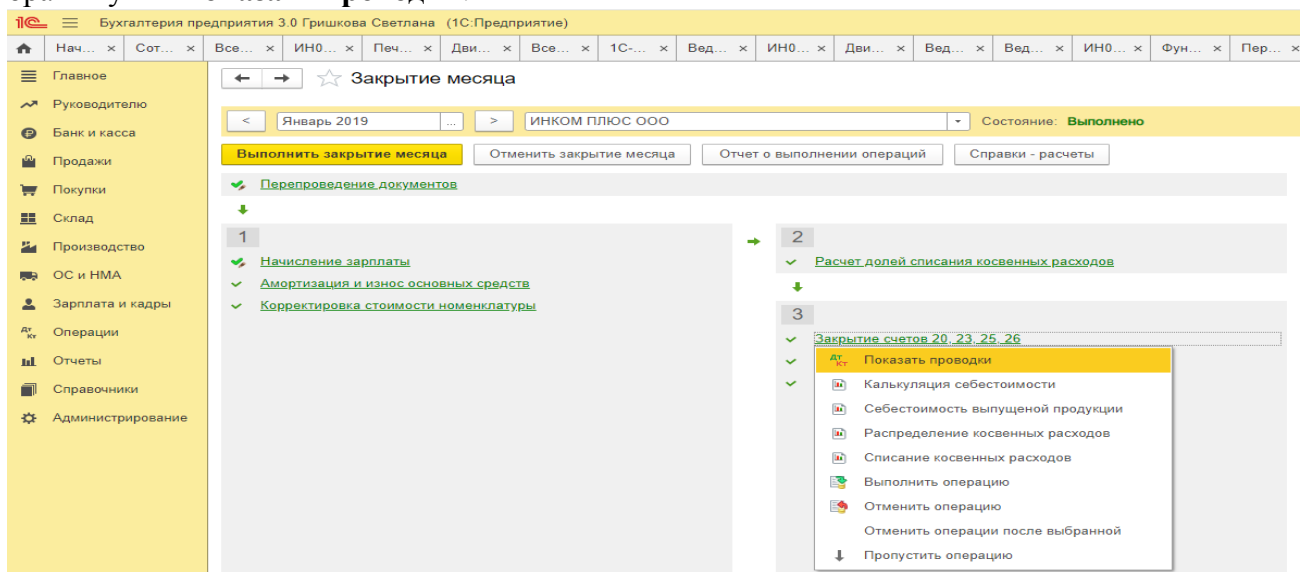 Бухгалтерия предприятия 3.0 Гришкова Светлана (1С:Предприятие)
Нач... × Сот... × Все... × ИН0... × Печ... × Дви... × Все... × 1С-... × Вед... × ИН0... × Дви... × Вед... × Вед... × ИН0... × Фун... × Пер... ×
Главное
Руководителю
Банк и касса
Продажи
Покупки
Склад
Производство
ОС и НМА
Зарплата и кадры
Операции
Отчеты
Справочники
Администрирование
Закрытие месяца
< Январь 2019 ... > ИНКОМ ПЛЮС ООО Состояние: Выполнено
Выполнить закрытие месяца Отменить закрытие месяца Отчет о выполнении операций Справки - расчеты
Перепроведение документов
1
Начисление зарплаты
Амортизация и износ основных средств
Корректировка стоимости номенклатуры
2
Расчет долей списания косвенных расходов
3
Закрытие счетов 20, 23, 25, 26
Дт Кт Показать проводки
Калькуляция себестоимости
Себестоимость выпущеной продукции
Распределение косвенных расходов
Списание косвенных расходов
Выполнить операцию
Отменить операцию
Отменить операции после выбранной
Пропустить операцию